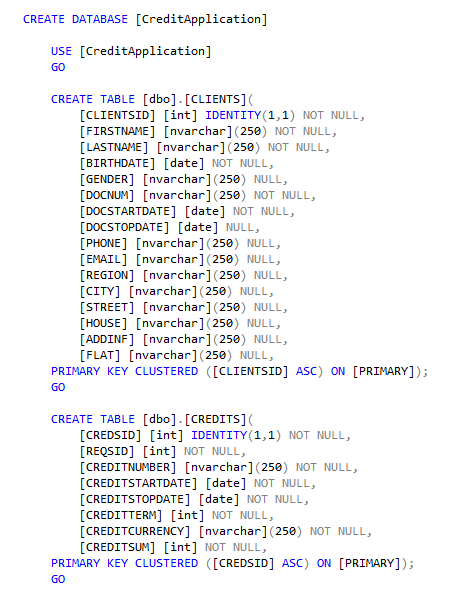 CREATE DATABASE [CreditApplication]
USE [CreditApplication]
GO
CREATE TABLE [dbo].[CLIENTS](
[CLIENTSID] [int] IDENTITY(1,1) NOT NULL,
[FIRSTNAME] [nvarchar](250) NOT NULL,
[LASTNAME] [nvarchar](250) NOT NULL,
[BIRTHDATE] [date] NOT NULL,
[GENDER] [nvarchar](250) NULL,
[DOCNUM] [nvarchar](250) NOT NULL,
[DOCSTARTDATE] [date] NOT NULL,
[DOCSTOPDATE] [date] NULL,
[PHONE] [nvarchar](250) NULL,
[EMAIL] [nvarchar](250) NULL,
[REGION] [nvarchar](250) NULL,
[CITY] [nvarchar](250) NULL,
[STREET] [nvarchar](250) NULL,
[HOUSE] [nvarchar](250) NULL,
[ADDINF] [nvarchar](250) NULL,
[FLAT] [nvarchar](250) NULL,
PRIMARY KEY CLUSTERED ([CLIENTSID] ASC) ON [PRIMARY]);
GO
CREATE TABLE [dbo].[CREDITS](
[CREDSID] [int] IDENTITY(1,1) NOT NULL,
[REQSID] [int] NOT NULL,
[CREDITNUMBER] [nvarchar](250) NOT NULL,
[CREDITSTARTDATE] [date] NOT NULL,
[CREDITSTOPDATE] [date] NOT NULL,
[CREDITTERM] [int] NOT NULL,
[CREDITCURRENCY] [nvarchar](250) NOT NULL,
[CREDITSUM] [int] NOT NULL,
PRIMARY KEY CLUSTERED ([CREDSID] ASC) ON [PRIMARY]);
GO